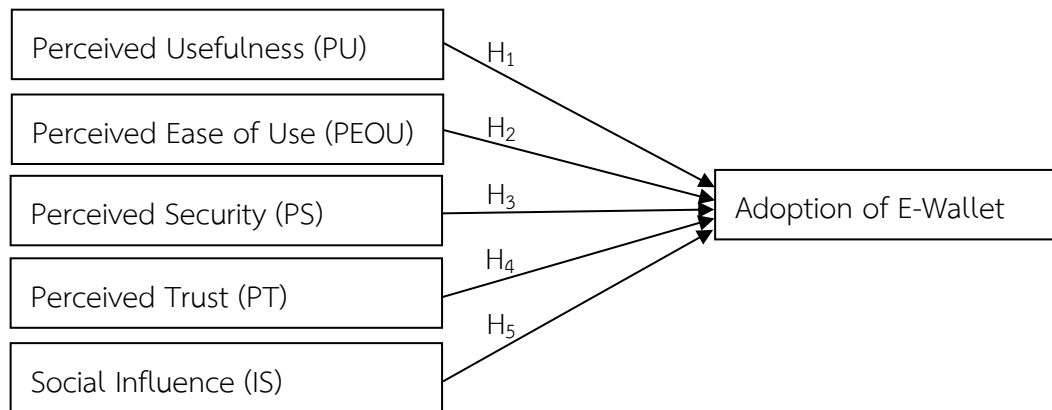 Perceived Usefulness (PU)
H₁
Perceived Ease of Use (PEOU)
H₂
Perceived Security (PS)
H₃
Adoption of E-Wallet
Perceived Trust (PT)
H₄
Social Influence (IS)
H₅